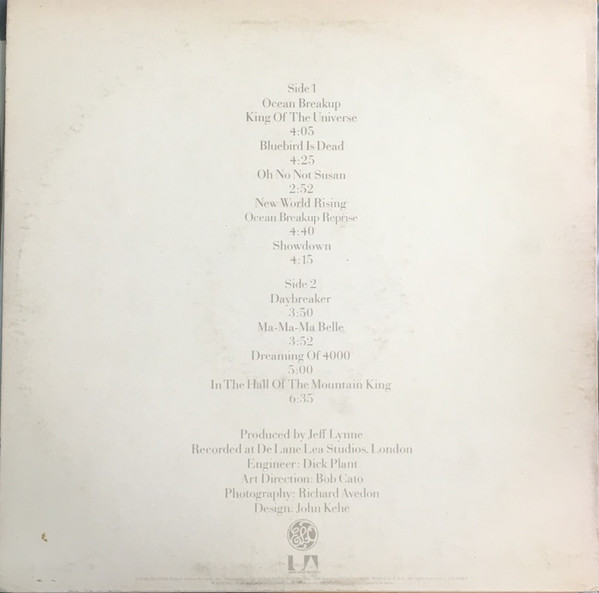 Side 1
Ocean Breakup
King Of The Universe
4:05
Bluebird Is Dead
4:25
Oh No Not Susan
2:52
New World Rising
Ocean Breakup Reprise
4:40
Showdown
4:15
Side 2
Daybreaker
3:50
Ma-Ma-Ma Belle
3:52
Dreaming Of 4000
5:00
In The Hall Of The Mountain King
6:35
Produced by Jeff Lynne
Recorded at De Lane Lea Studios, London
Engineer: Dick Plant
Art Direction: Bob Cato
Photography: Richard Avedon
Design: John Kehe
ELO
UA